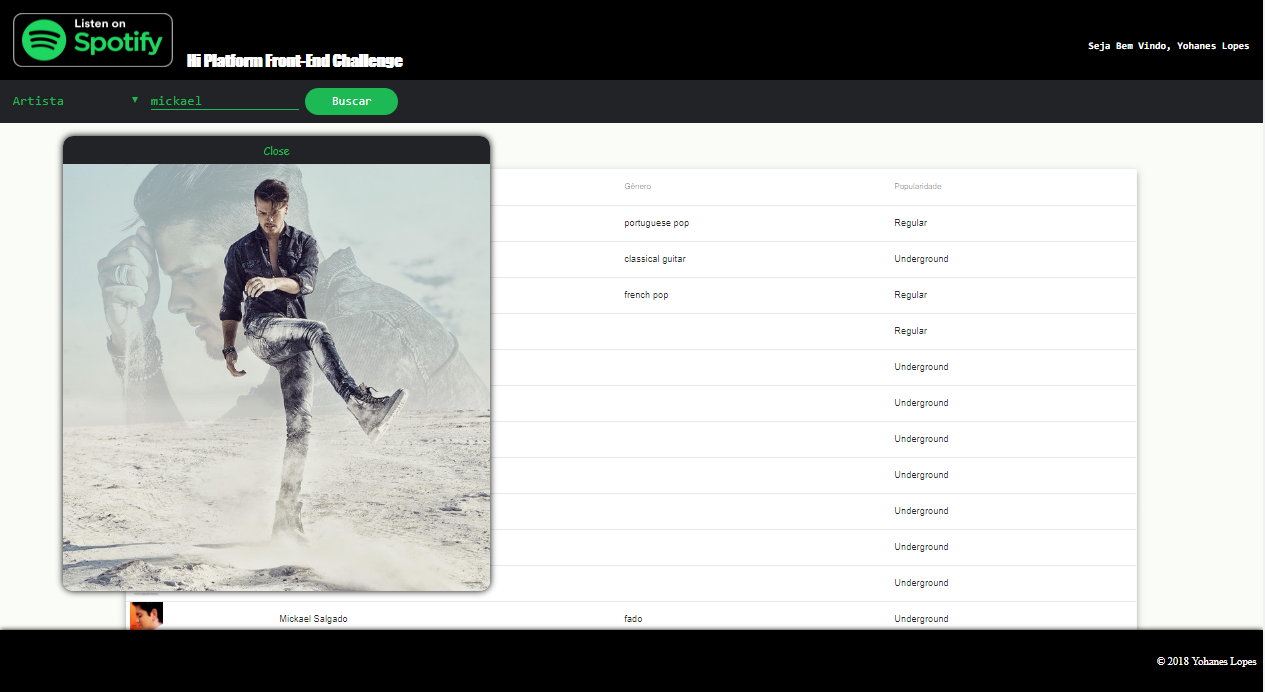 Listen on
Spotify
Hi Platform Front-End Challenge
Seja Bem Vindo, Yohanes Lopes
Artista
▼
mickael
Buscar
Close
Gênero
Popularidade
portuguese pop
Regular
classical guitar
Underground
french pop
Regular
Regular
Underground
Underground
Underground
Underground
Underground
Underground
Underground
Mickael Salgado
fado
Underground
© 2018 Yohanes Lopes